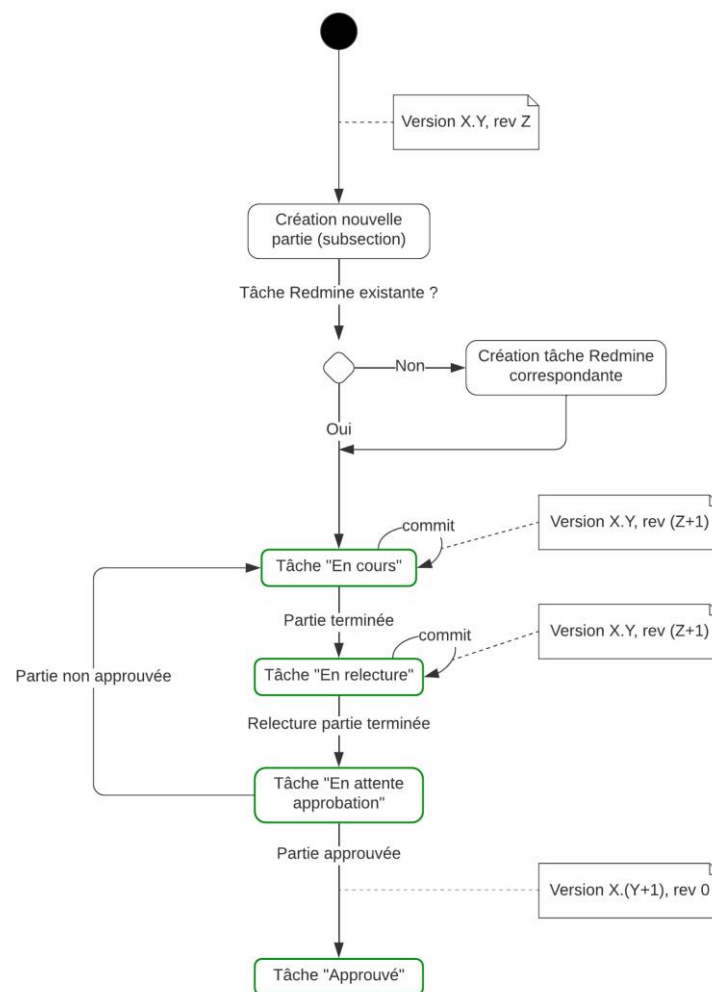 Version X.Y, rev Z
Création nouvelle
partie (subsection)
Tâche Redmine existante ?
Non
Création tâche Redmine
correspondante
Oui
commit
Version X.Y, rev (Z+1)
Tâche "En cours"
Partie terminée
commit
Version X.Y, rev (Z+1)
Tâche "En relecture"
Partie non approuvée
Relecture partie terminée
Tâche "En attente
approbation"
Partie approuvée
Version X.(Y+1), rev 0
Tâche "Approuvé"